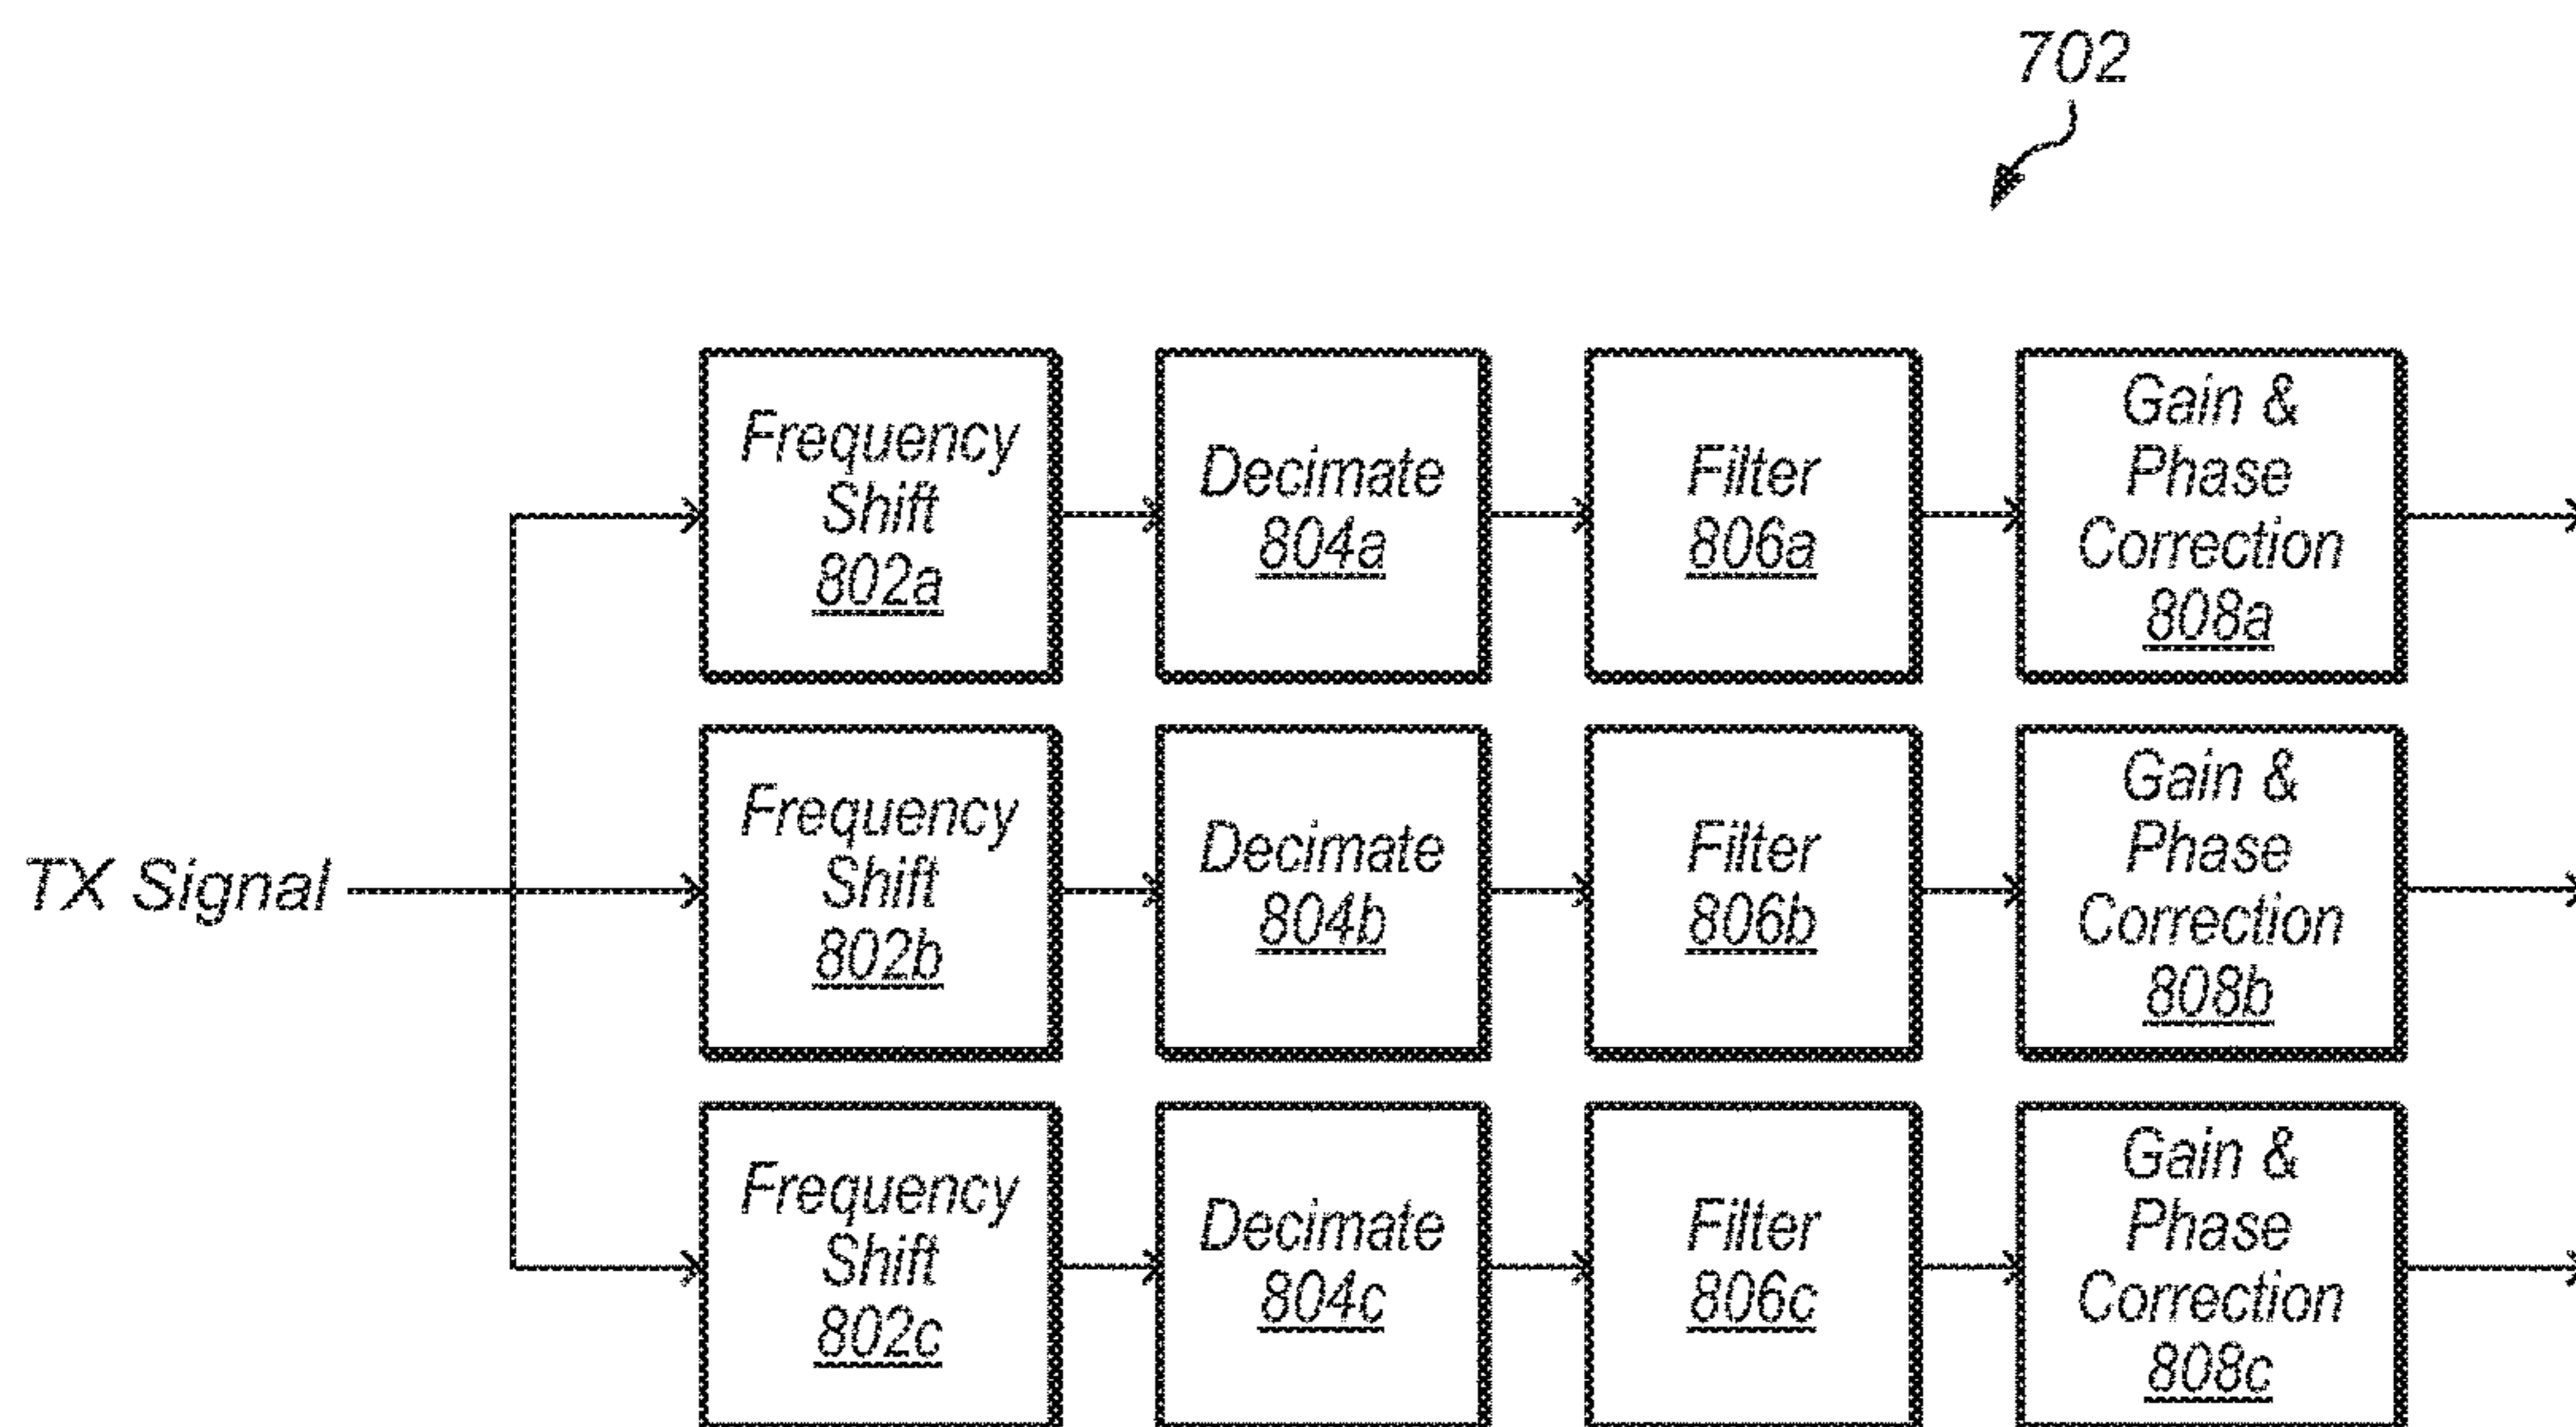 702
Frequency
Shift
802a
Decimate
804a
Filter
806a
Gain &
Phase
Correction
808a
TX Signal
Frequency
Shift
802b
Decimate
804b
Filter
806b
Gain &
Phase
Correction
808b
Frequency
Shift
802c
Decimate
804c
Filter
806c
Gain &
Phase
Correction
808c